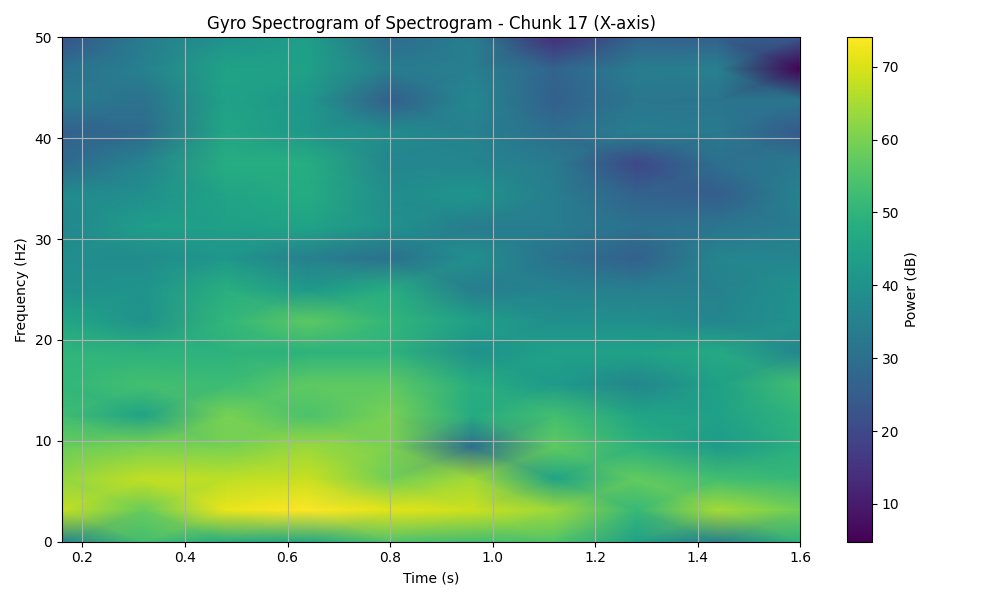 Gyro Spectrogram of Spectrogram - Chunk 17 (X-axis)
50
40
30
20
10
0
Frequency (Hz)
0.2 0.4 0.6 0.8 1.0 1.2 1.4 1.6
Time (s)
70
60
50
40
30
20
10
Power (dB)